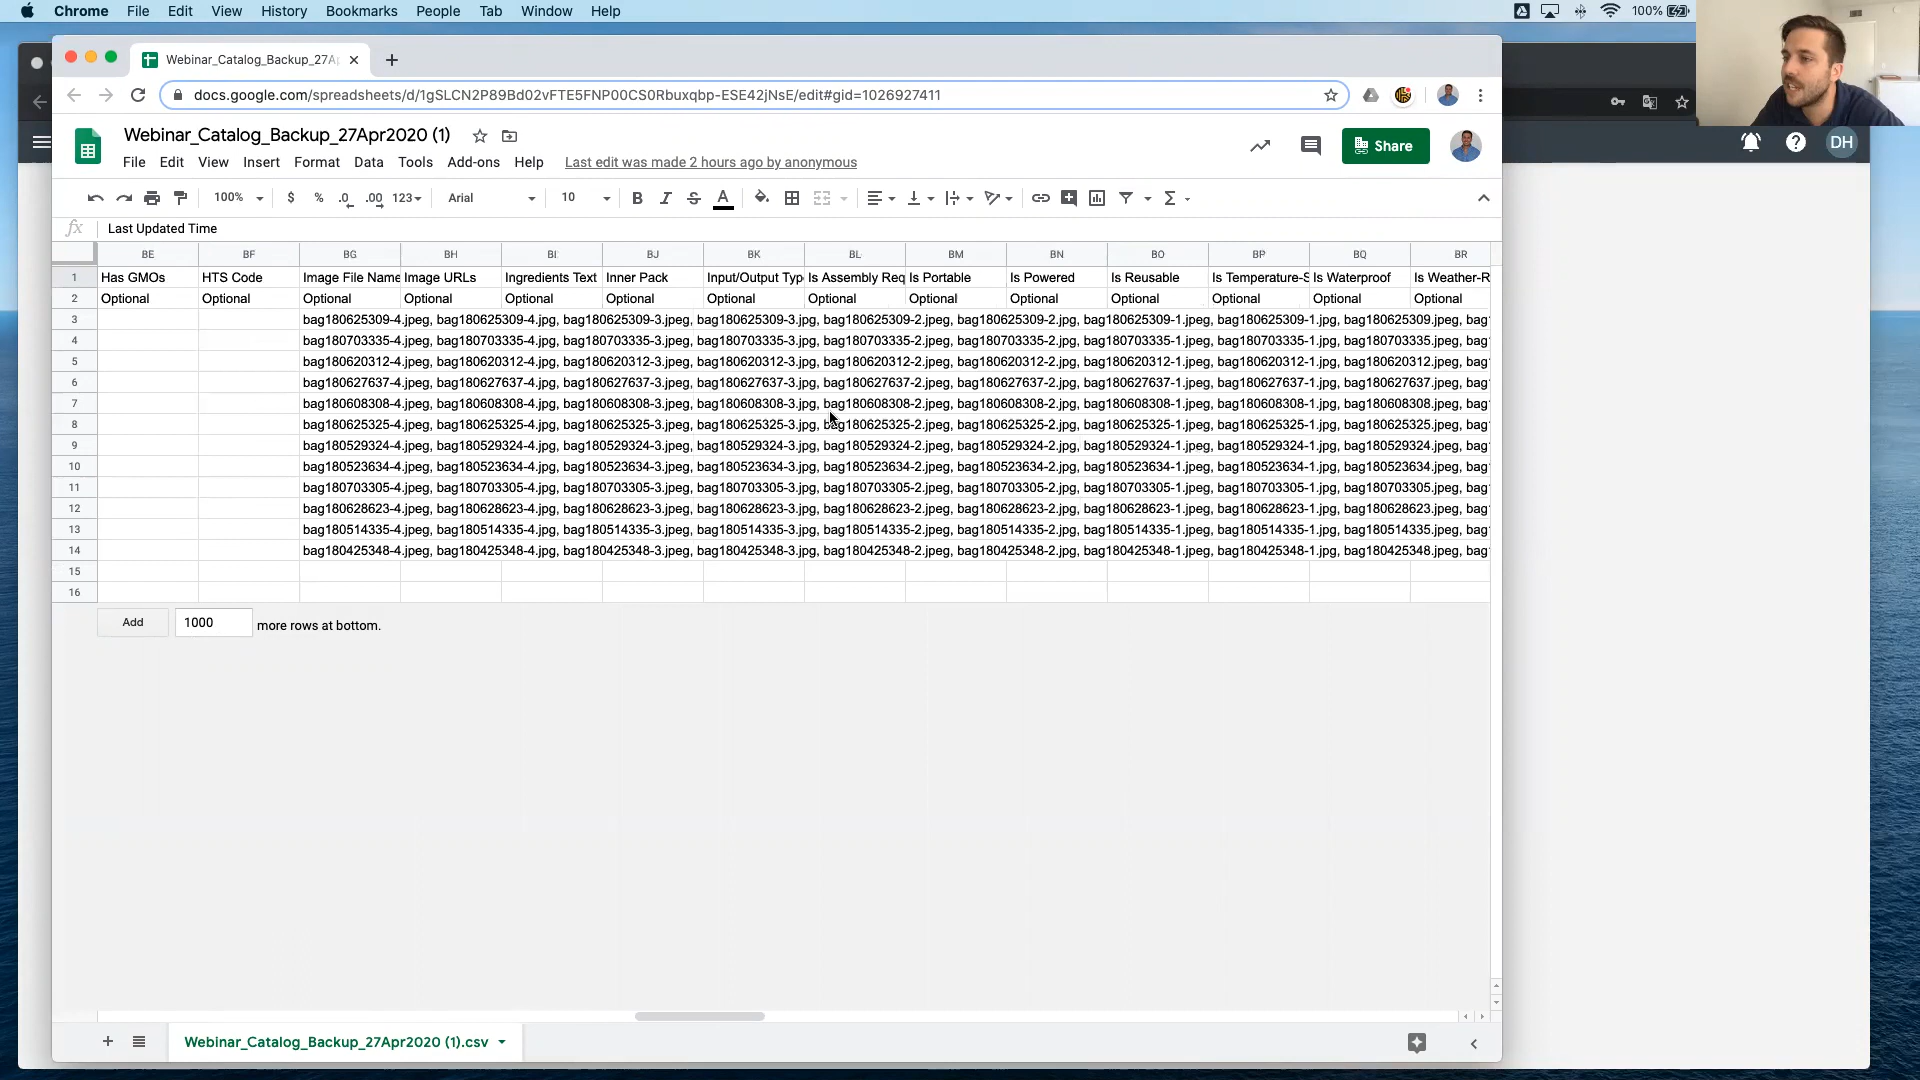 Chrome File Edit View History Bookmarks People Tab Window Help 100%
Webinar_Catalog_Backup_27A
docs.google.com/spreadsheets/d/1gSLCN2P89Bd02vFTE5FNP00CS0Rbuxqbp-ESE42jNsE/edit#gid=1026927411
Webinar_Catalog_Backup_27Apr2020 (1)
Share
DH
File Edit View Insert Format Data Tools Add-ons Help Last edit was made 2 hours ago by anonymous
100% $ % .0 .00 123 Arial 10 B I S A Σ
fx Last Updated Time
BE BF BG BH BI BJ BK BL BM BN BO BP BQ BR
1 Has GMOs HTS Code Image File Name Image URLs Ingredients Text Inner Pack Input/Output Typ Is Assembly Req Is Portable Is Powered Is Reusable Is Temperature-S Is Waterproof Is Weather-R
2 Optional Optional Optional Optional Optional Optional Optional Optional Optional Optional Optional Optional Optional Optional
3 bag180625309-4.jpeg, bag180625309-4.jpg, bag180625309-3.jpeg, bag180625309-3.jpg, bag180625309-2.jpeg, bag180625309-2.jpg, bag180625309-1.jpeg, bag180625309-1.jpg, bag180625309.jpeg, bag
4 bag180703335-4.jpeg, bag180703335-4.jpg, bag180703335-3.jpeg, bag180703335-3.jpg, bag180703335-2.jpeg, bag180703335-2.jpg, bag180703335-1.jpeg, bag180703335-1.jpg, bag180703335.jpeg, bag
5 bag180620312-4.jpeg, bag180620312-4.jpg, bag180620312-3.jpeg, bag180620312-3.jpg, bag180620312-2.jpeg, bag180620312-2.jpg, bag180620312-1.jpeg, bag180620312-1.jpg, bag180620312.jpeg, bag
6 bag180627637-4.jpeg, bag180627637-4.jpg, bag180627637-3.jpeg, bag180627637-3.jpg, bag180627637-2.jpeg, bag180627637-2.jpg, bag180627637-1.jpeg, bag180627637-1.jpg, bag180627637.jpeg, bag
7 bag180608308-4.jpeg, bag180608308-4.jpg, bag180608308-3.jpeg, bag180608308-3.jpg, bag180608308-2.jpeg, bag180608308-2.jpg, bag180608308-1.jpeg, bag180608308-1.jpg, bag180608308.jpeg, bag
8 bag180625325-4.jpeg, bag180625325-4.jpg, bag180625325-3.jpeg, bag180625325-3.jpg, bag180625325-2.jpeg, bag180625325-2.jpg, bag180625325-1.jpeg, bag180625325-1.jpg, bag180625325.jpeg, bag
9 bag180529324-4.jpeg, bag180529324-4.jpg, bag180529324-3.jpeg, bag180529324-3.jpg, bag180529324-2.jpeg, bag180529324-2.jpg, bag180529324-1.jpeg, bag180529324-1.jpg, bag180529324.jpeg, bag
10 bag180523634-4.jpeg, bag180523634-4.jpg, bag180523634-3.jpeg, bag180523634-3.jpg, bag180523634-2.jpeg, bag180523634-2.jpg, bag180523634-1.jpeg, bag180523634-1.jpg, bag180523634.jpeg, bag
11 bag180703305-4.jpeg, bag180703305-4.jpg, bag180703305-3.jpeg, bag180703305-3.jpg, bag180703305-2.jpeg, bag180703305-2.jpg, bag180703305-1.jpeg, bag180703305-1.jpg, bag180703305.jpeg, bag
12 bag180628623-4.jpeg, bag180628623-4.jpg, bag180628623-3.jpeg, bag180628623-3.jpg, bag180628623-2.jpeg, bag180628623-2.jpg, bag180628623-1.jpeg, bag180628623-1.jpg, bag180628623.jpeg, bag
13 bag180514335-4.jpeg, bag180514335-4.jpg, bag180514335-3.jpeg, bag180514335-3.jpg, bag180514335-2.jpeg, bag180514335-2.jpg, bag180514335-1.jpeg, bag180514335-1.jpg, bag180514335.jpeg, bag
14 bag180425348-4.jpeg, bag180425348-4.jpg, bag180425348-3.jpeg, bag180425348-3.jpg, bag180425348-2.jpeg, bag180425348-2.jpg, bag180425348-1.jpeg, bag180425348-1.jpg, bag180425348.jpeg, bag
15
16
Add 1000 more rows at bottom.
Webinar_Catalog_Backup_27Apr2020 (1).csv